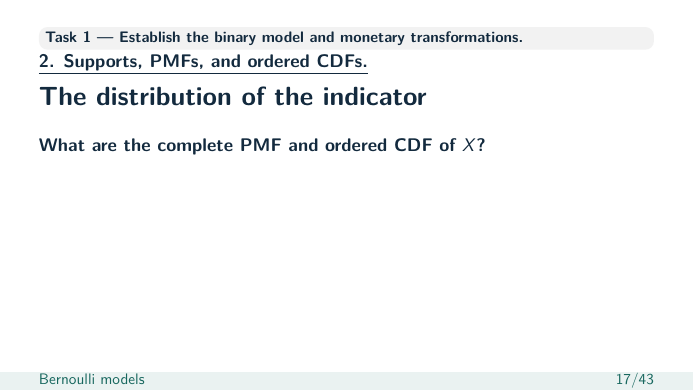 Task 1 — Establish the binary model and monetary transformations.
2. Supports, PMFs, and ordered CDFs.
The distribution of the indicator
What are the complete PMF and ordered CDF of X?
Bernoulli models
17/43